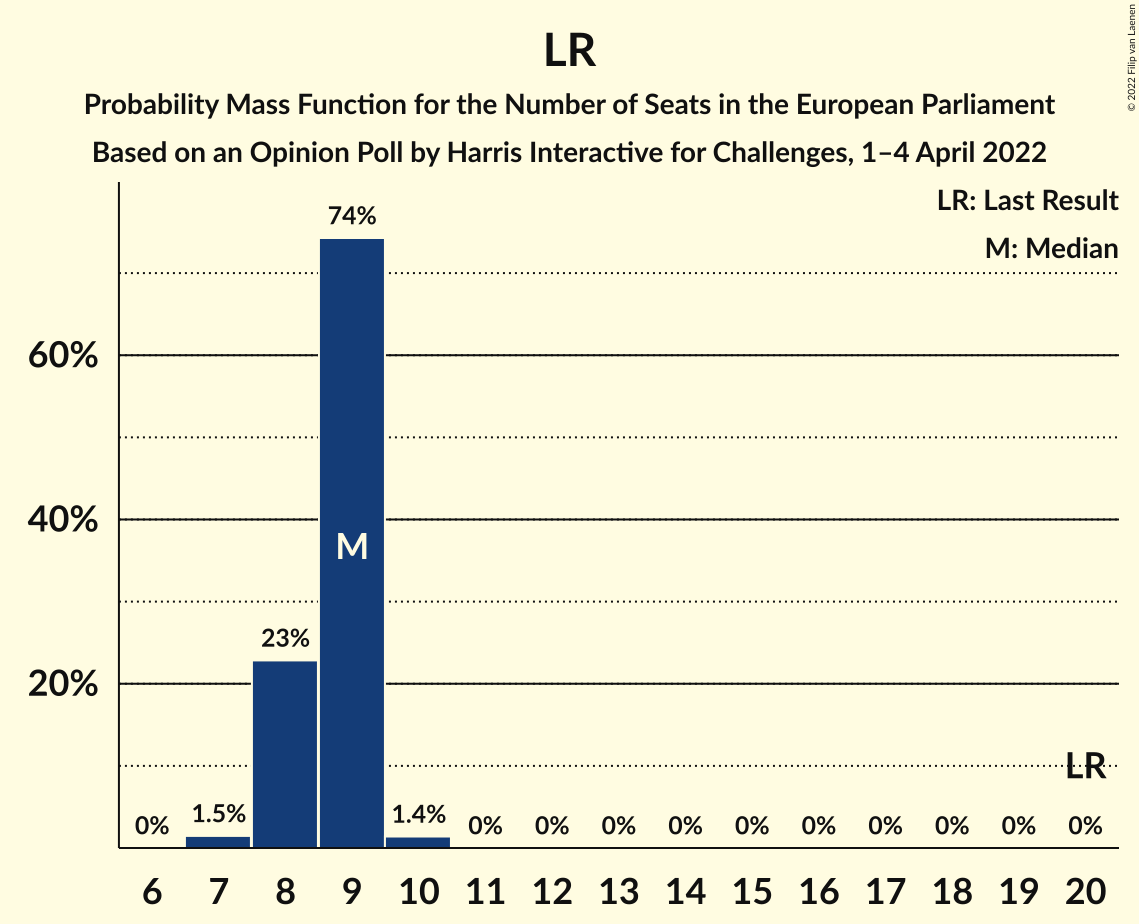 LR
Probability Mass Function for the Number of Seats in the European Parliament
Based on an Opinion Poll by Harris Interactive for Challenges, 1–4 April 2022
© 2022 Filip van Laenen
LR: Last Result
M: Median
60%
40%
20%
0%
1.5%
23%
74%
M
1.4%
0%
0%
0%
0%
0%
0%
0%
0%
0%
0%
LR
6 7 8 9 10 11 12 13 14 15 16 17 18 19 20